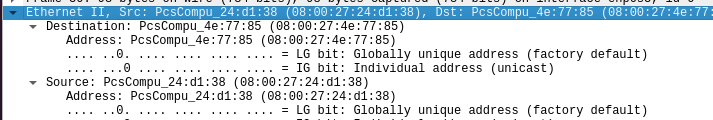 Ethernet II, Src: PcsCompu_24:d1:38 (08:00:27:24:d1:38), Dst: PcsCompu_4e:77:85 (08:00:27:4e:77:
Destination: PcsCompu_4e:77:85 (08:00:27:4e:77:85)
Address: PcsCompu_4e:77:85 (08:00:27:4e:77:85)
.... ..0. .... .... .... .... = LG bit: Globally unique address (factory default)
.... ...0 .... .... .... .... = IG bit: Individual address (unicast)
Source: PcsCompu_24:d1:38 (08:00:27:24:d1:38)
Address: PcsCompu_24:d1:38 (08:00:27:24:d1:38)
.... ..0. .... .... .... .... = LG bit: Globally unique address (factory default)